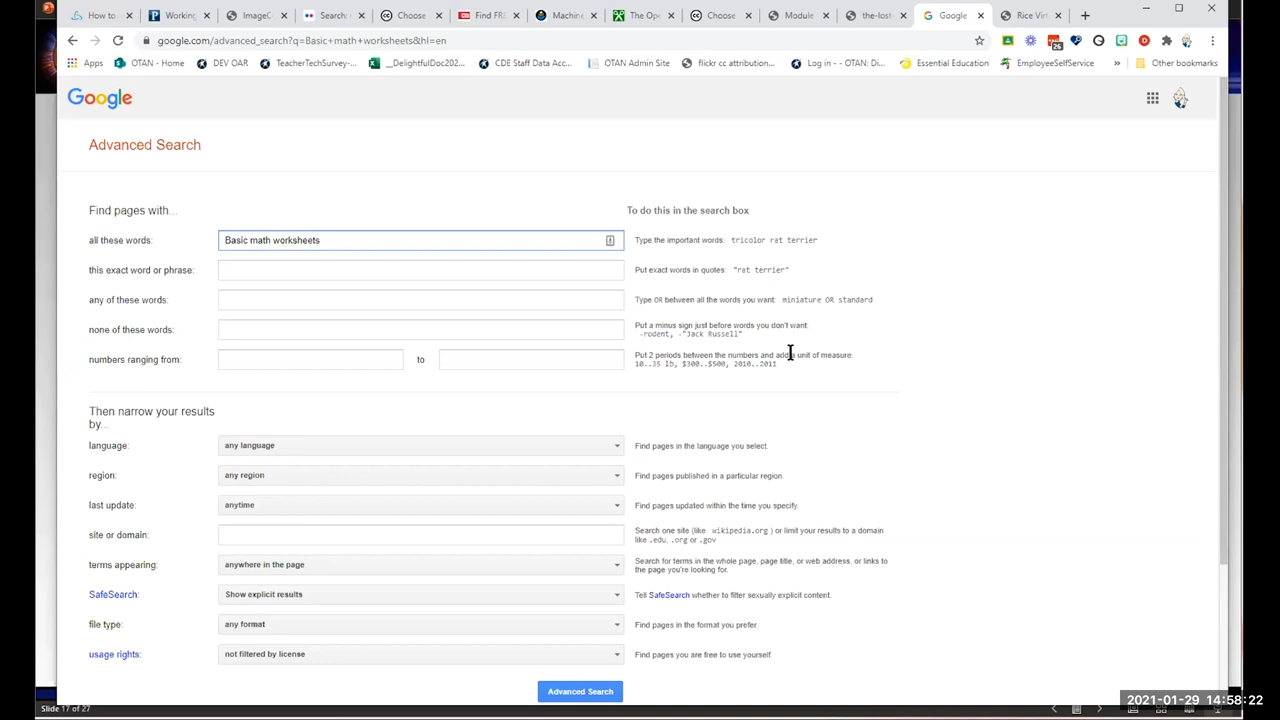 How to
Working
ImageC
Search
Choose
Find FRE
Machine
The Ope
Choose
Module
the-lost
Google
Rice Virt
google.com/advanced_search?q=Basic+math+worksheets&hl=en
26
Apps
OTAN - Home
DEV OAR
TeacherTechSurvey-...
_DelightfulDoc202...
CDE Staff Data Acc...
OTAN Admin Site
flickr cc attribution...
Log in - - OTAN: Di...
Essential Education
EmployeeSelfService
»
Other bookmarks
Google
Advanced Search
Find pages with...
To do this in the search box
all these words:
Basic math worksheets
Type the important words: tricolor rat terrier
this exact word or phrase:
Put exact words in quotes: "rat terrier"
any of these words:
Type OR between all the words you want: miniature OR standard
none of these words:
Put a minus sign just before words you don't want:
-rodent, -"Jack Russell"
numbers ranging from:
to
Put 2 periods between the numbers and add a unit of measure:
10..35 lb, $300..$500, 2010..2011
Then narrow your results
by...
language:
any language
Find pages in the language you select.
region:
any region
Find pages published in a particular region.
last update:
anytime
Find pages updated within the time you specify.
site or domain:
Search one site (like wikipedia.org ) or limit your results to a domain
like .edu, .org or .gov
terms appearing:
anywhere in the page
Search for terms in the whole page, page title, or web address, or links to
the page you're looking for.
SafeSearch:
Show explicit results
Tell SafeSearch whether to filter sexually explicit content.
file type:
any format
Find pages in the format you prefer.
usage rights:
not filtered by license
Find pages you are free to use yourself.
Advanced Search
2021-01-29 14:58:22
Slide 17 of 27